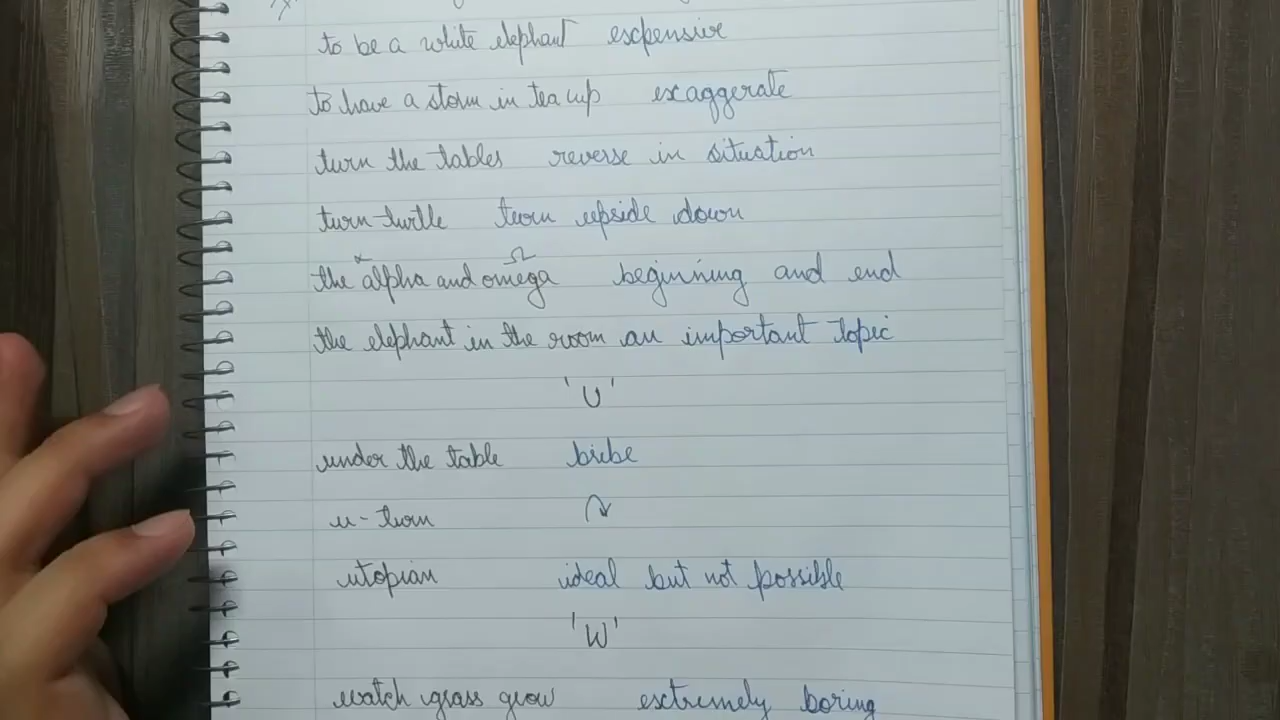 to be a white elephant expensive
to have a storm in tea cup exaggerate
turn the tables reverse in situation
turn turtle turn upside down
α Ω
the alpha and omega beginning and end
the elephant in the room an important topic
'U'
under the table bribe
u-turn
utopian ideal but not possible
'W'
watch grass grow extremely boring